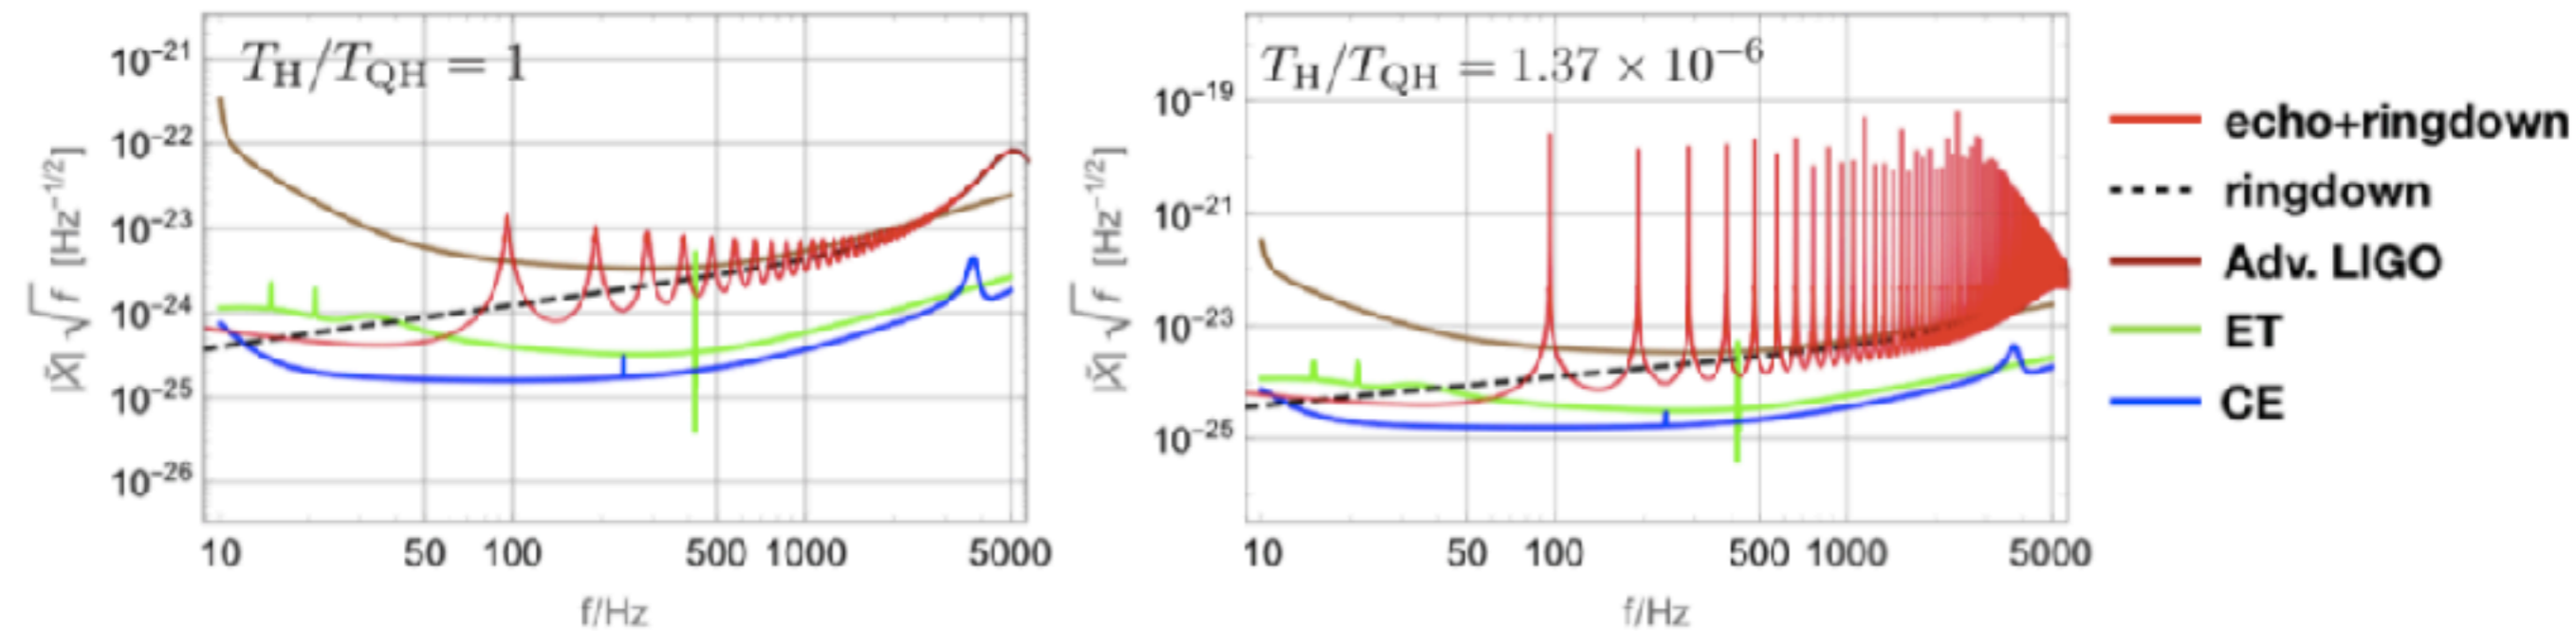 T_H/T_QH = 1
10⁻²¹
10⁻²²
10⁻²³
10⁻²⁴
10⁻²⁵
10⁻²⁶
|X̃| √f [Hz⁻¹/²]
10 50 100 500 1000 5000
f/Hz
T_H/T_QH = 1.37 × 10⁻⁶
10⁻¹⁹
10⁻²¹
10⁻²³
10⁻²⁵
|X̃| √f [Hz⁻¹/²]
10 50 100 500 1000 5000
f/Hz
echo+ringdown
ringdown
Adv. LIGO
ET
CE